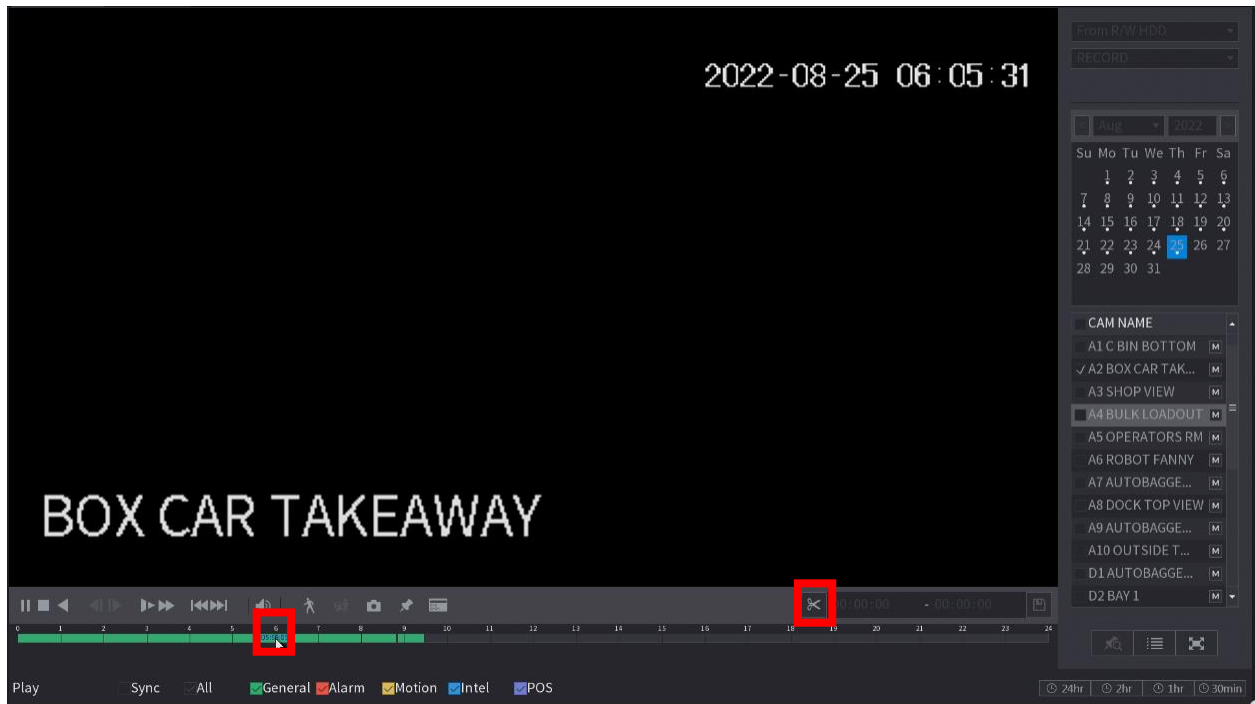 2022-08-25 06:05:31
BOX CAR TAKEAWAY
From R/W HDD
RECORD
Aug 2022
Su Mo Tu We Th Fr Sa
1 2 3 4 5 6
7 8 9 10 11 12 13
14 15 16 17 18 19 20
21 22 23 24 25 26 27
28 29 30 31
CAM NAME
A1 C BIN BOTTOM M
A2 BOX CAR TAK... M
A3 SHOP VIEW M
A4 BULK LOADOUT M
A5 OPERATORS RM M
A6 ROBOT FANNY M
A7 AUTOBAGGE... M
A8 DOCK TOP VIEW M
A9 AUTOBAGGE... M
A10 OUTSIDE T... M
D1 AUTOBAGGE... M
D2 BAY 1 M
00:00:00 - 00:00:00
0 1 2 3 4 5 6 7 8 9 10 11 12 13 14 15 16 17 18 19 20 21 22 23 24
Play Sync All General Alarm Motion Intel POS
24hr 2hr 1hr 30min